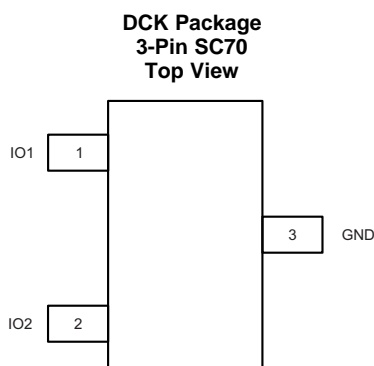 DCK Package
3-Pin SC70
Top View
IO1 1
3 GND
IO2 2